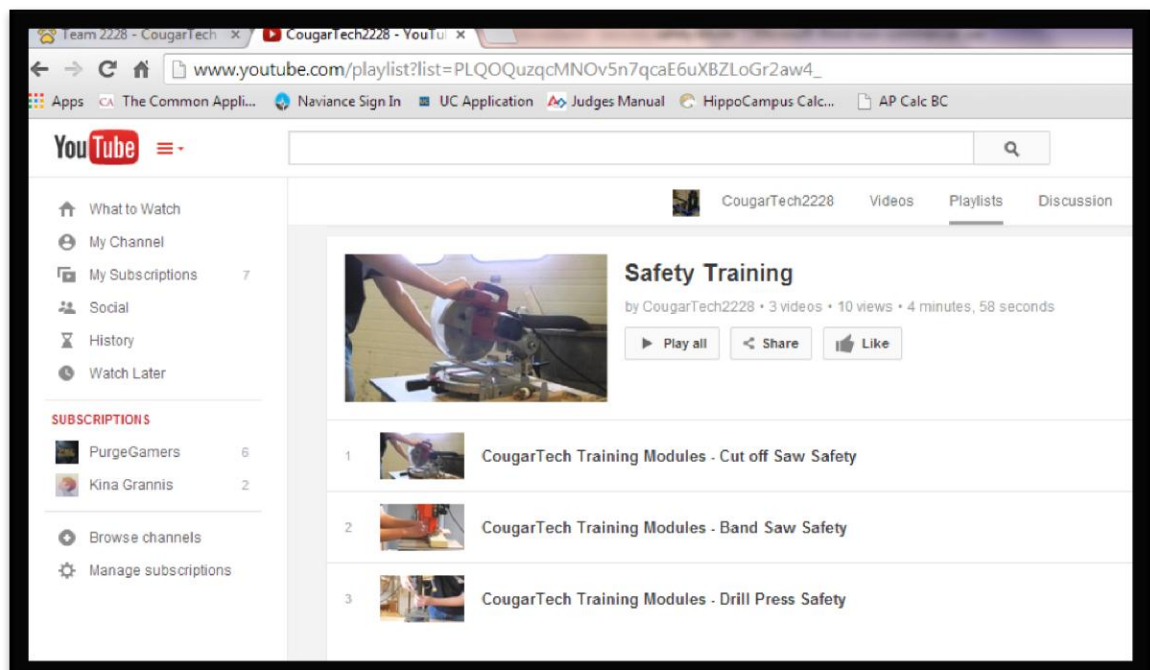 Team 2228 - CougarTech
CougarTech2228 - YouTu
www.youtube.com/playlist?list=PLQOQuzqcMNOv5n7qcaE6uXBZLoGr2aw4_
Apps CA The Common Appli... Naviance Sign In UC Application Judges Manual HippoCampus Calc... AP Calc BC
YouTube
CougarTech2228 Videos Playlists Discussion
What to Watch
My Channel
My Subscriptions 7
Social
History
Watch Later
SUBSCRIPTIONS
PurgeGamers 6
Kina Grannis 2
Browse channels
Manage subscriptions
Safety Training
by CougarTech2228 • 3 videos • 10 views • 4 minutes, 58 seconds
Play all Share Like
1 CougarTech Training Modules - Cut off Saw Safety
2 CougarTech Training Modules - Band Saw Safety
3 CougarTech Training Modules - Drill Press Safety